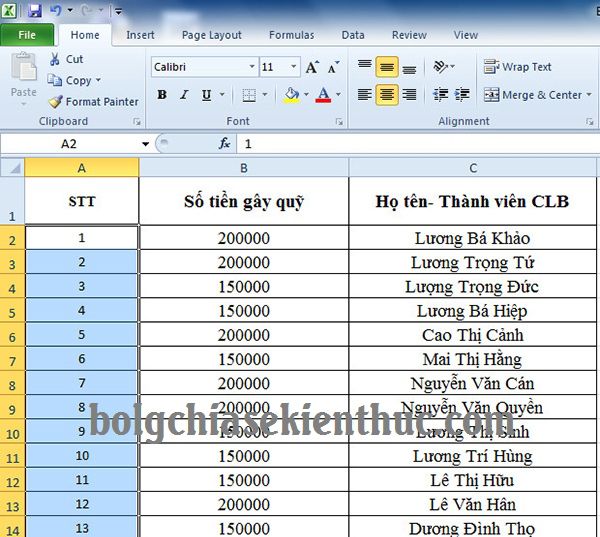 File Home Insert Page Layout Formulas Data Review View
Cut
Copy
Format Painter
Paste
Clipboard
Calibri 11 A A
B I U A
Font
Wrap Text
Merge & Center
Alignment
A2 fx 1
A B C
1 STT Số tiền gây quỹ Họ tên- Thành viên CLB
2 1 200000 Lương Bá Khảo
3 2 200000 Lương Trọng Tứ
4 3 150000 Lượng Trọng Đức
5 4 150000 Lương Bá Hiệp
6 5 200000 Cao Thị Cảnh
7 6 150000 Mai Thị Hằng
8 7 200000 Nguyễn Văn Cán
9 8 200000 Nguyễn Văn Quyền
bolgchiasekienthuc.com
10 9 150000 Lương Thị Sinh
11 10 150000 Lương Trí Hùng
12 11 150000 Lê Thị Hữu
13 12 200000 Lê Văn Hân
14 13 150000 Dương Đình Thọ